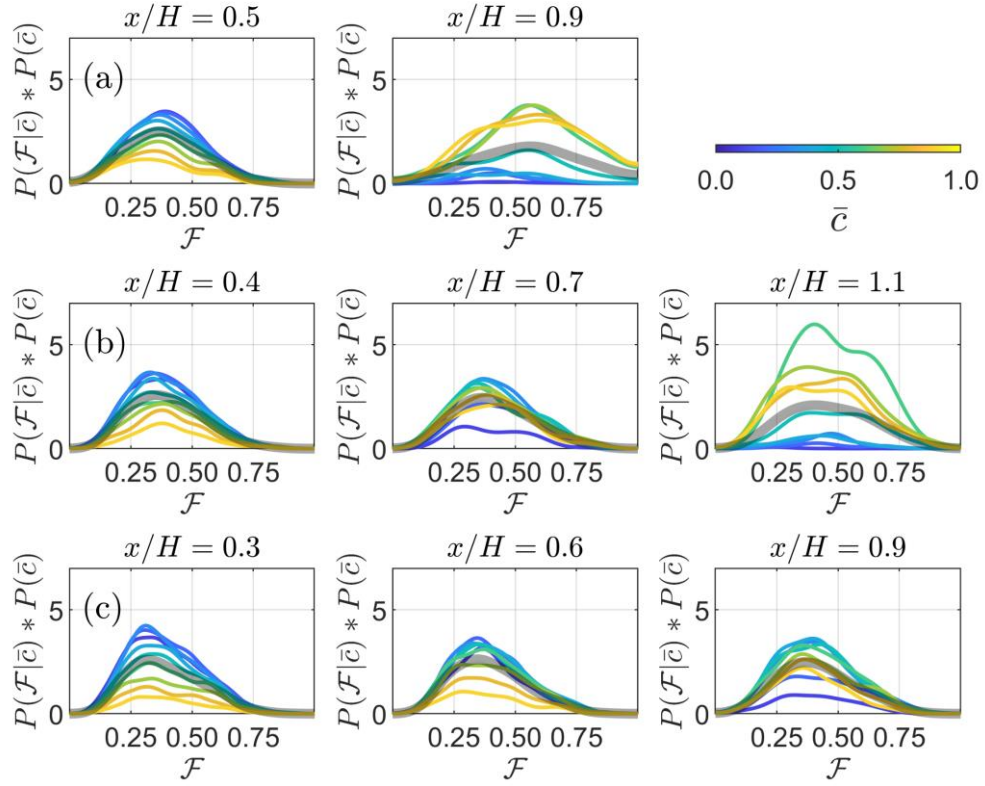 x/H = 0.5
x/H = 0.9
P(ℱ|c̄) ∗ P(c̄)
5
0
(a)
0.25 0.50 0.75
ℱ
P(ℱ|c̄) ∗ P(c̄)
5
0
0.25 0.50 0.75
ℱ
0.0 0.5 1.0
c̄
x/H = 0.4
x/H = 0.7
x/H = 1.1
P(ℱ|c̄) ∗ P(c̄)
5
0
(b)
0.25 0.50 0.75
ℱ
P(ℱ|c̄) ∗ P(c̄)
5
0
0.25 0.50 0.75
ℱ
P(ℱ|c̄) ∗ P(c̄)
5
0
0.25 0.50 0.75
ℱ
x/H = 0.3
x/H = 0.6
x/H = 0.9
P(ℱ|c̄) ∗ P(c̄)
5
0
(c)
0.25 0.50 0.75
ℱ
P(ℱ|c̄) ∗ P(c̄)
5
0
0.25 0.50 0.75
ℱ
P(ℱ|c̄) ∗ P(c̄)
5
0
0.25 0.50 0.75
ℱ